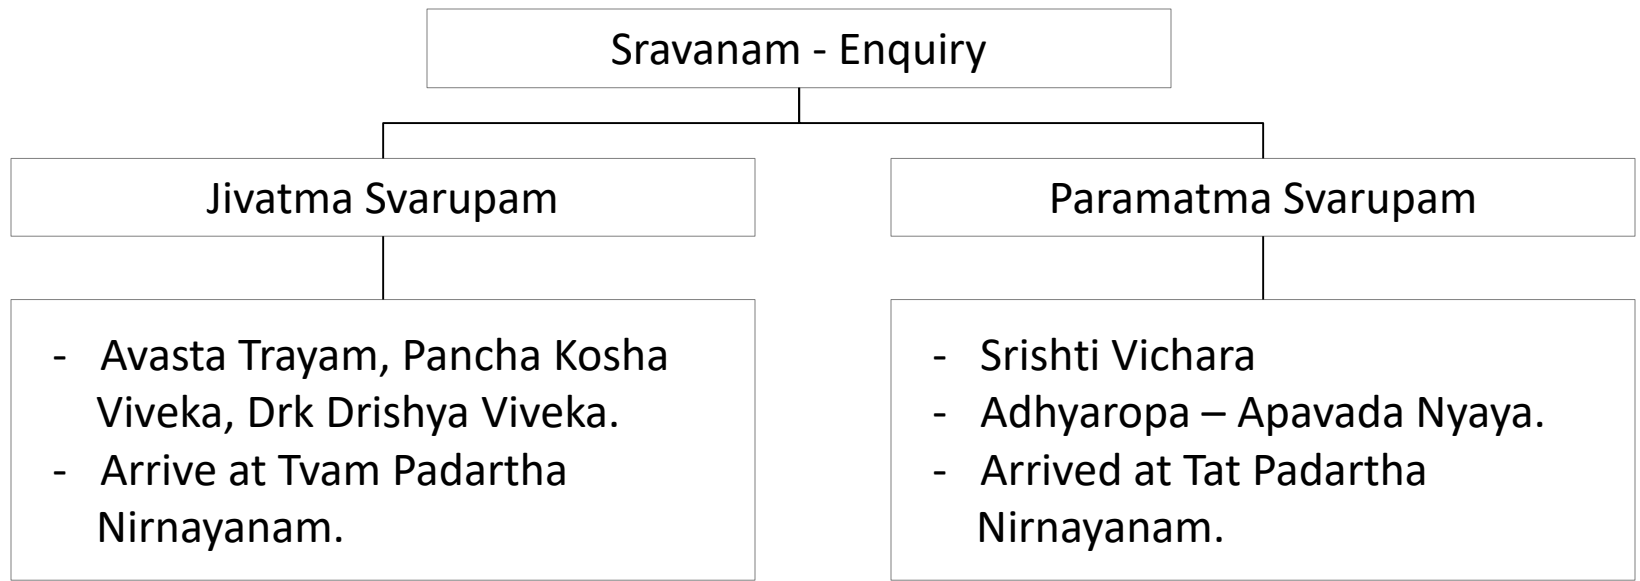 Sravanam - Enquiry
Jivatma Svarupam
Paramatma Svarupam
- Avasta Trayam, Pancha Kosha
Viveka, Drk Drishya Viveka.
- Arrive at Tvam Padartha
Nirnayanam.
- Srishti Vichara
- Adhyaropa – Apavada Nyaya.
- Arrived at Tat Padartha
Nirnayanam.